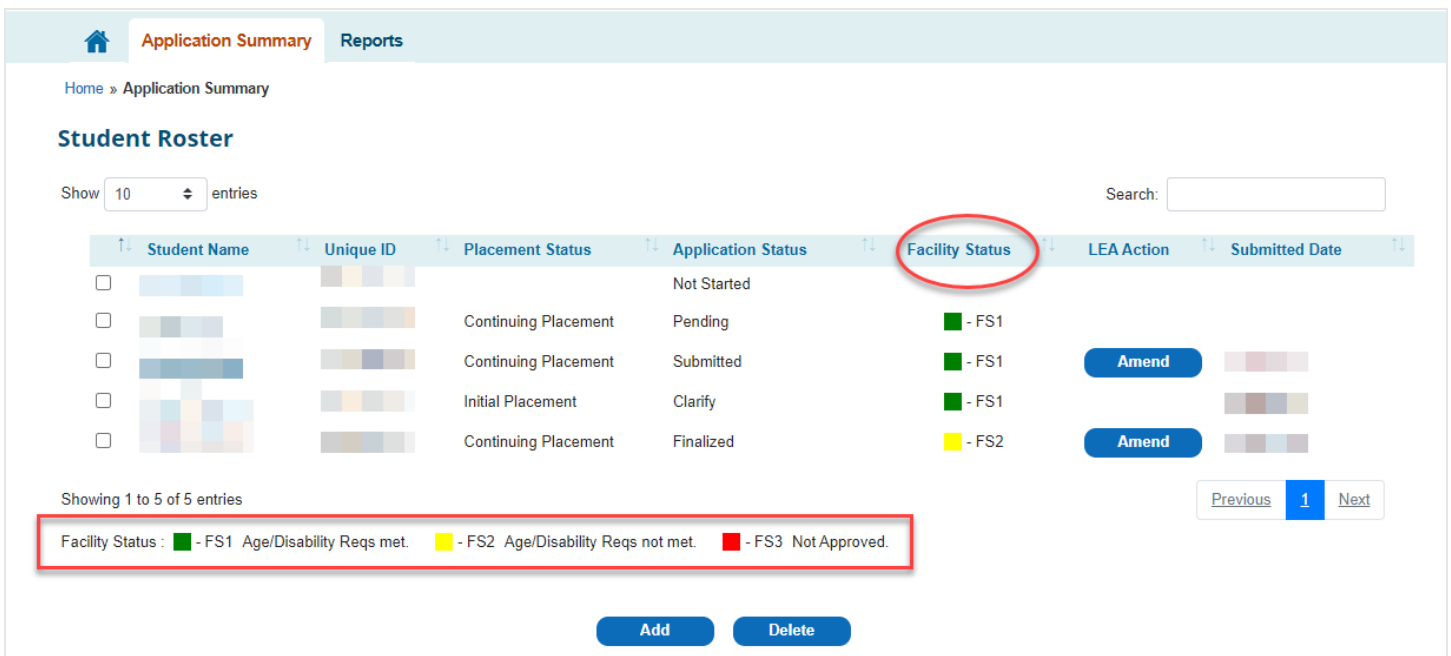 Application Summary Reports
Home » Application Summary
Student Roster
Show 10 entries Search:
Student Name Unique ID Placement Status Application Status Facility Status LEA Action Submitted Date
Not Started
Continuing Placement Pending - FS1
Continuing Placement Submitted - FS1 Amend
Initial Placement Clarify - FS1
Continuing Placement Finalized - FS2 Amend
Showing 1 to 5 of 5 entries Previous 1 Next
Facility Status : - FS1 Age/Disability Reqs met. - FS2 Age/Disability Reqs not met. - FS3 Not Approved.
Add Delete